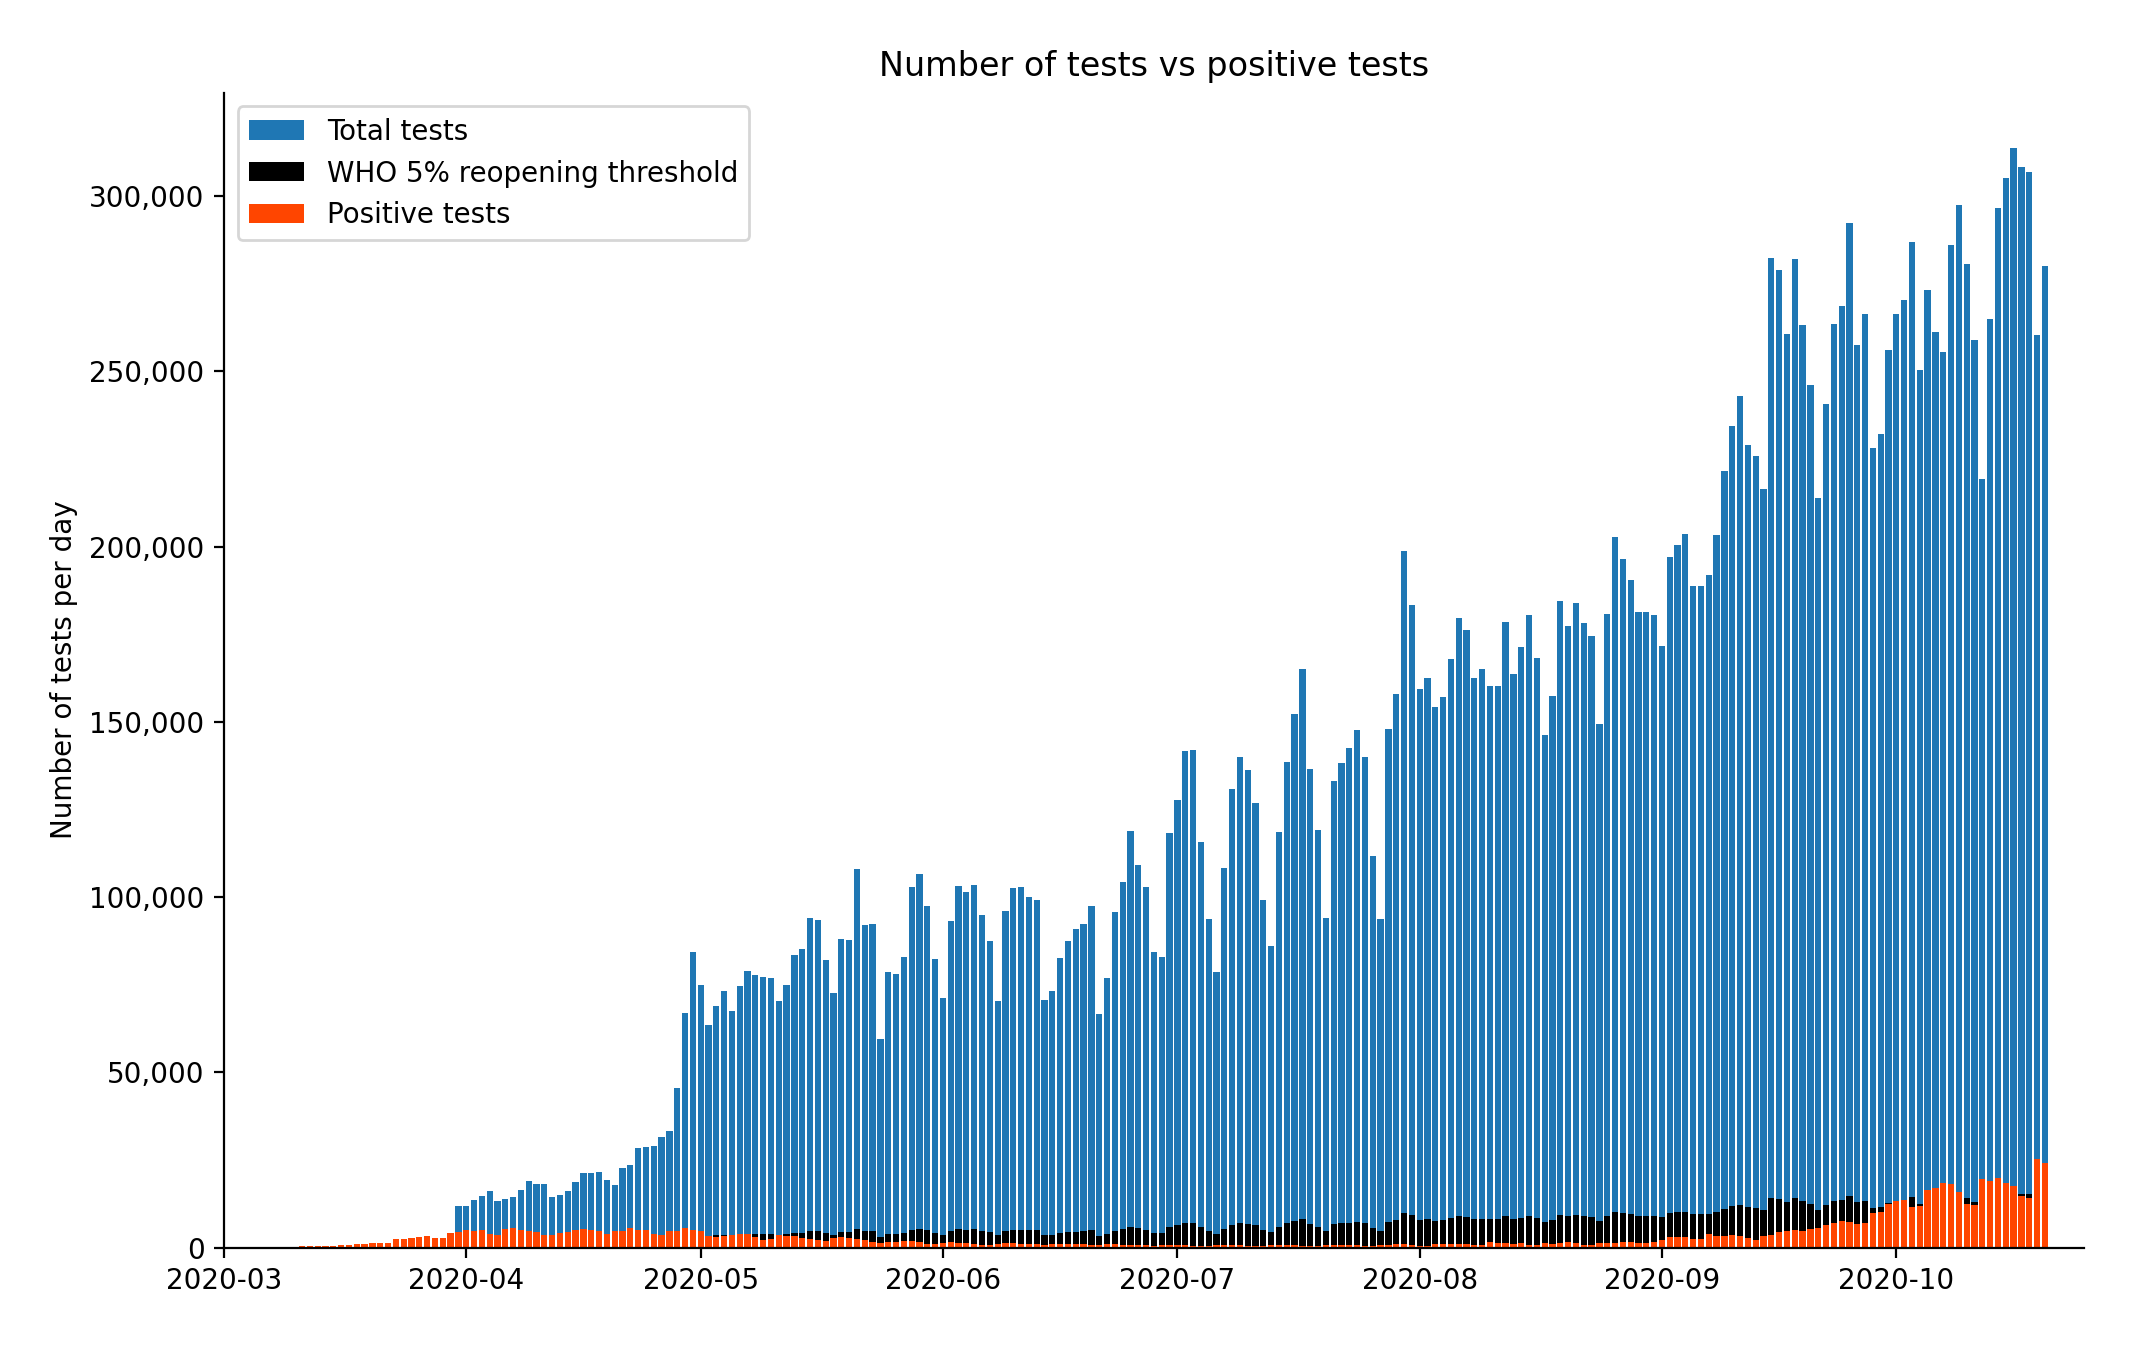 Number of tests vs positive tests
Total tests
WHO 5% reopening threshold
Positive tests
Number of tests per day
300,000
250,000
200,000
150,000
100,000
50,000
0
2020-03 2020-04 2020-05 2020-06 2020-07 2020-08 2020-09 2020-10